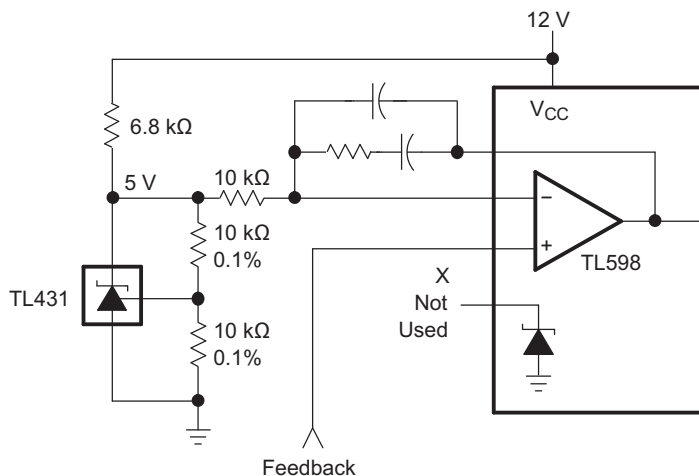 12 V
V_CC
6.8 kΩ
5 V
10 kΩ
10 kΩ
0.1%
TL431
10 kΩ
0.1%
−
+
TL598
X
Not
Used
Feedback